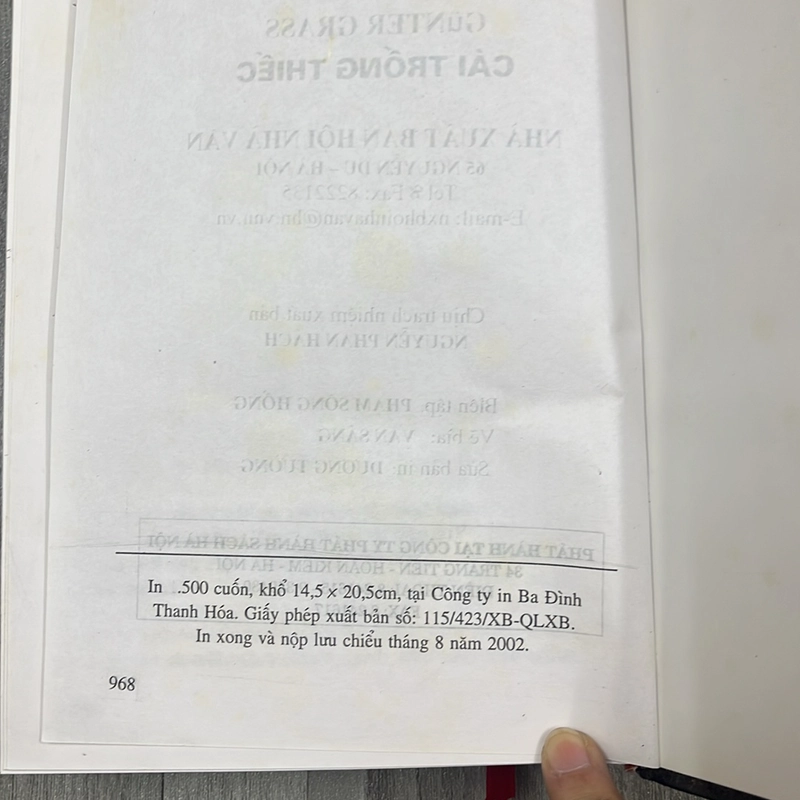 GÜNTER GRASS
CÁI TRỐNG THIẾC
NHÀ XUẤT BẢN HỘI NHÀ VĂN
65 NGUYỄN DU – HÀ NỘI
Tel & Fax: 8222135
E-mail: nxbhoinhavan@hn.vnn.vn
Chịu trách nhiệm xuất bản
NGUYỄN PHAN HÁCH
Biên tập: PHẠM SÔNG HỒNG
Vẽ bìa: VĂN SÁNG
Sửa bản in: DƯƠNG TƯỜNG
PHÁT HÀNH TẠI CÔNG TY PHÁT HÀNH SÁCH HÀ NỘI
34 TRÀNG TIỀN - HOÀN KIẾM - HÀ NỘI
In .500 cuốn, khổ 14,5 × 20,5cm, tại Công ty in Ba Đình
Thanh Hóa. Giấy phép xuất bản số: 115/423/XB-QLXB.
In xong và nộp lưu chiểu tháng 8 năm 2002.
968